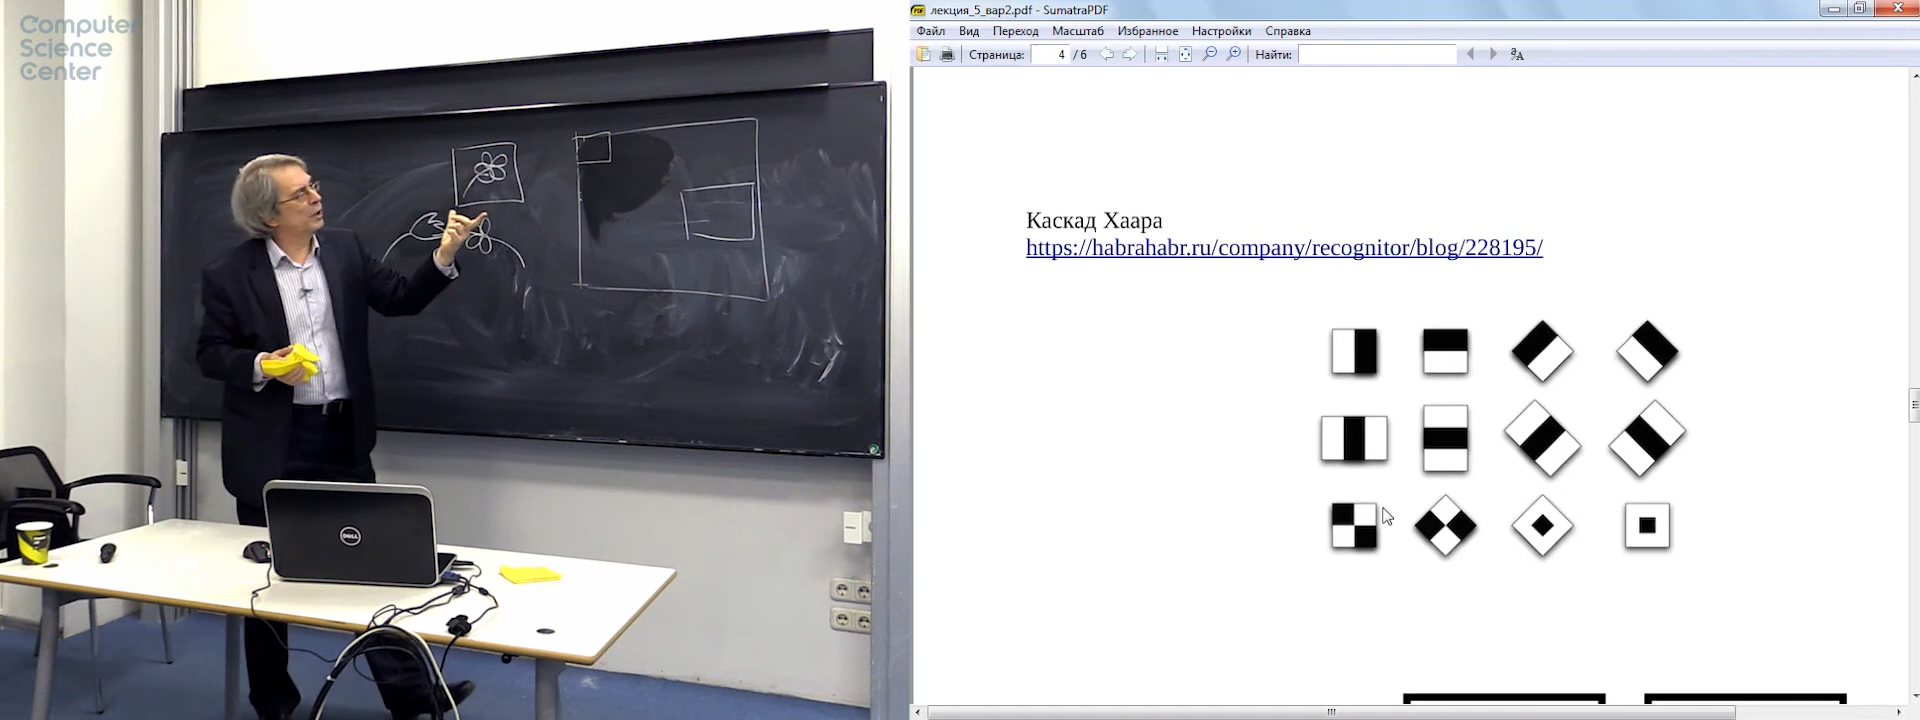 Computer
Science
Center
лекция_5_вар2.pdf - SumatraPDF
Файл Вид Переход Масштаб Избранное Настройки Справка
Страница: 4 / 6 Найти:
Каскад Хаара
https://habrahabr.ru/company/recognitor/blog/228195/
DELL